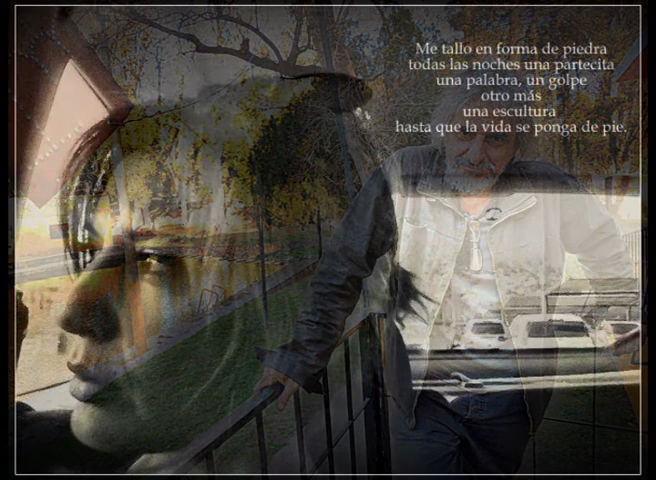 Me tallo en forma de piedra
todas las noches una partecita
una palabra, un golpe
otro más
una escultura
hasta que la vida se ponga de pie.